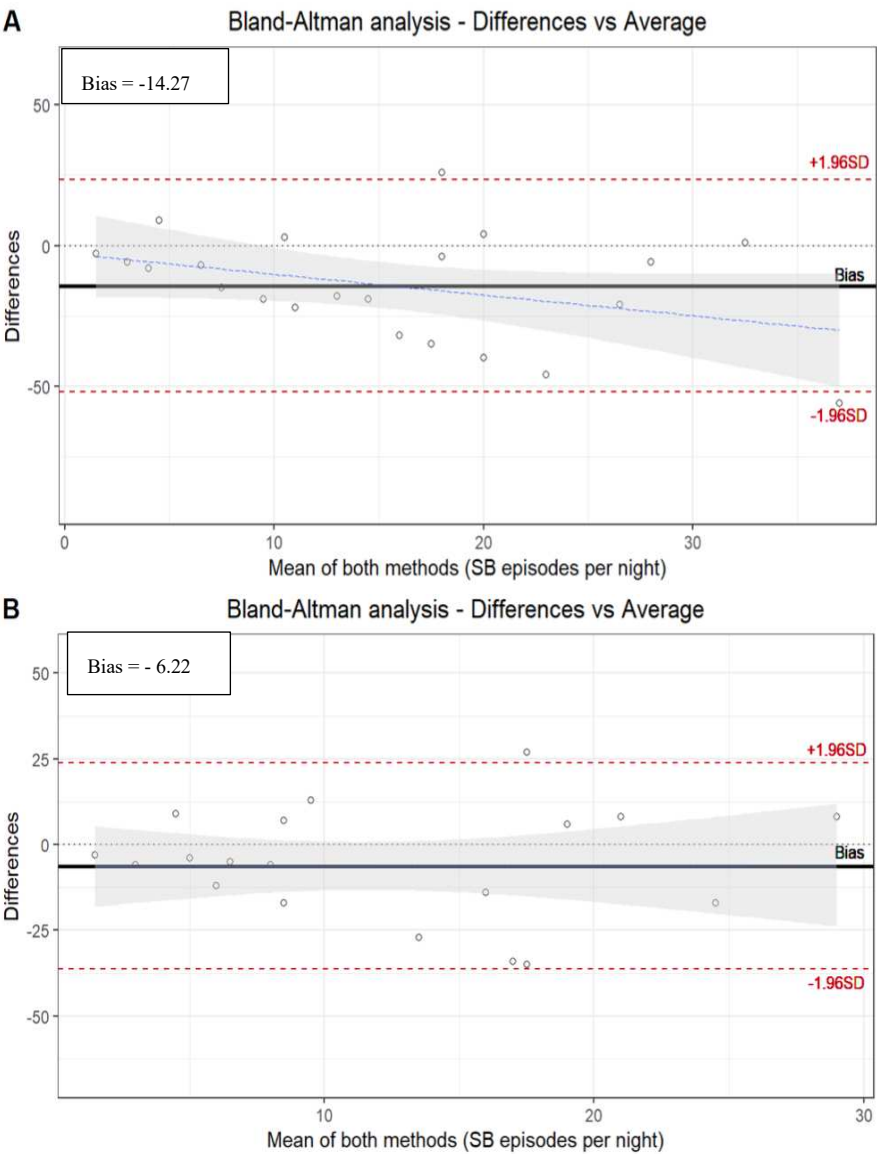 A
Bland-Altman analysis - Differences vs Average
Bias = -14.27
50
+1.96SD
0
Bias
Differences
-50
-1.96SD
0 10 20 30
Mean of both methods (SB episodes per night)
B
Bland-Altman analysis - Differences vs Average
Bias = - 6.22
50
+1.96SD
25
0
Bias
Differences
-25
-1.96SD
-50
10 20 30
Mean of both methods (SB episodes per night)